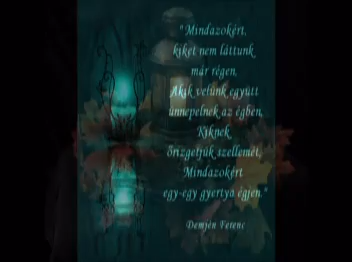 "Mindazokért,
kiket nem láttunk
már régen,
Akik velünk együtt
ünnepelnek az égben,
Kiknek
őrizgetjük szellemét,
Mindazokért
egy-egy gyertya égjen."
Demjén Ferenc